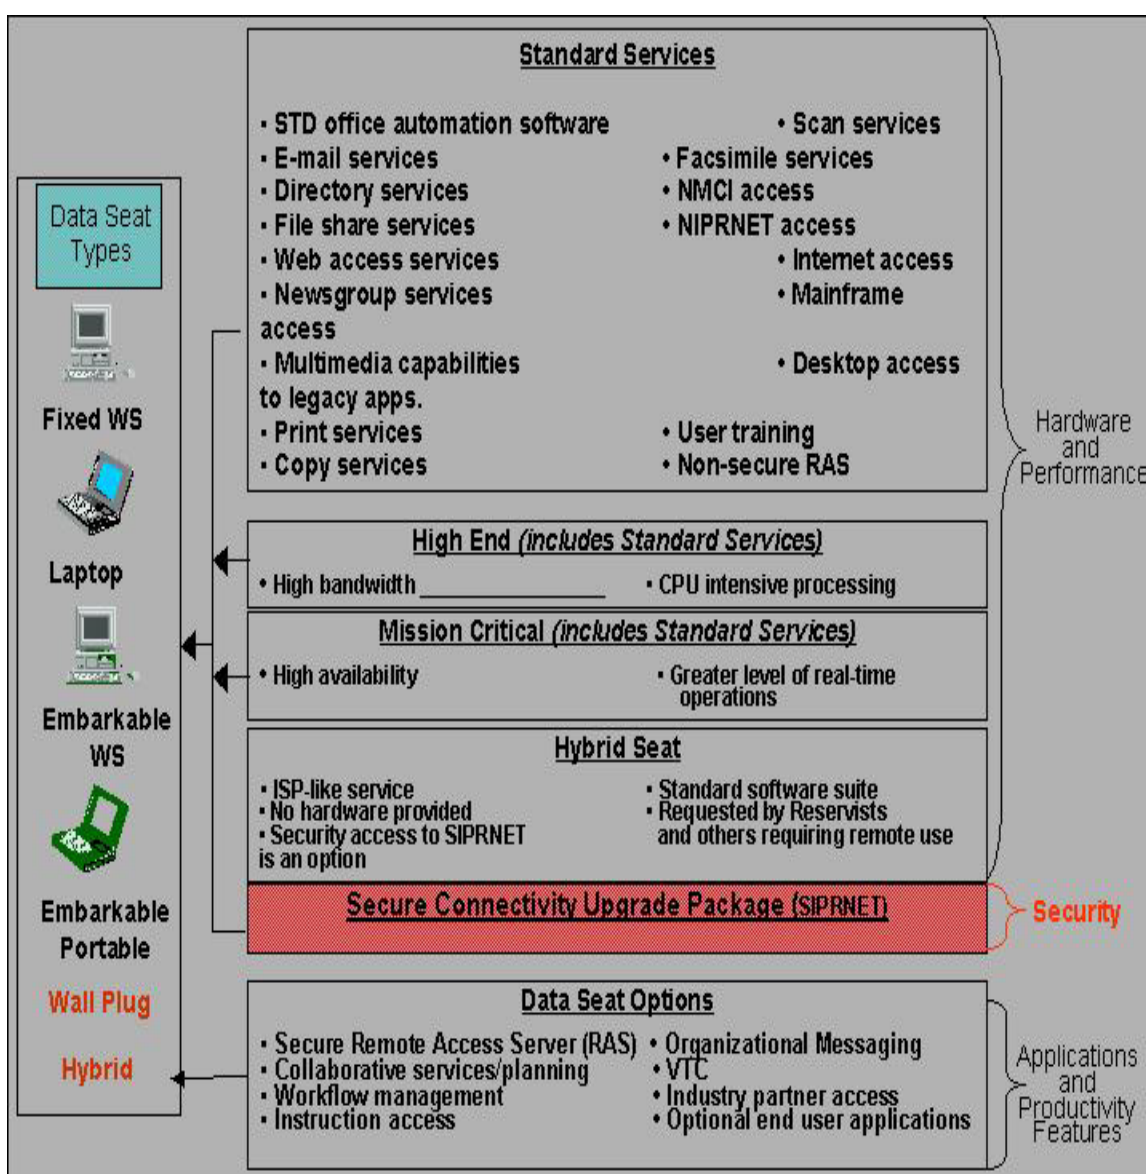 Data Seat
Types
Fixed WS
Laptop
Embarkable
WS
Embarkable
Portable
Wall Plug
Hybrid
Standard Services
· STD office automation software • Scan services
· E-mail services • Facsimile services
· Directory services • NMCI access
· File share services • NIPRNET access
· Web access services • Internet access
· Newsgroup services • Mainframe
access
· Multimedia capabilities • Desktop access
to legacy apps.
· Print services • User training
· Copy services • Non-secure RAS
High End (includes Standard Services)
• High bandwidth • CPU intensive processing
Mission Critical (includes Standard Services)
• High availability • Greater level of real-time
operations
Hybrid Seat
· ISP-like service · Standard software suite
· No hardware provided · Requested by Reservists
· Security access to SIPRNET and others requiring remote use
is an option
Secure Connectivity Upgrade Package (SIPRNET)
Data Seat Options
· Secure Remote Access Server (RAS) • Organizational Messaging
· Collaborative services/planning • VTC
· Workflow management • Industry partner access
· Instruction access • Optional end user applications
Hardware
and
Performance
Security
Applications
and
Productivity
Features